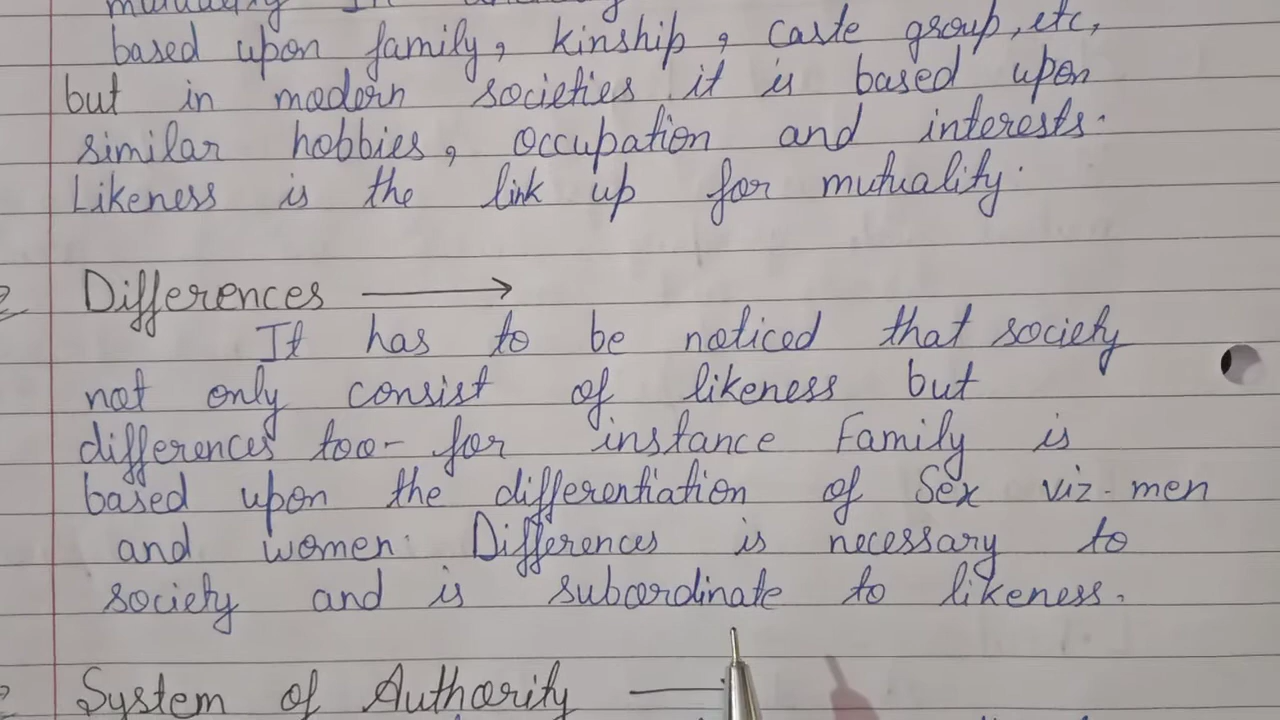 based upon family, kinship, caste group, etc,
but in modern societies it is based upon
similar hobbies, occupation and interests.
Likeness is the link up for mutuality.
Differences →
It has to be noticed that society
not only consist of likeness but
differences too- for instance Family is
based upon the differentiation of Sex viz. men
and women. Differences is necessary to
society and is subordinate to likeness.
System of Authority